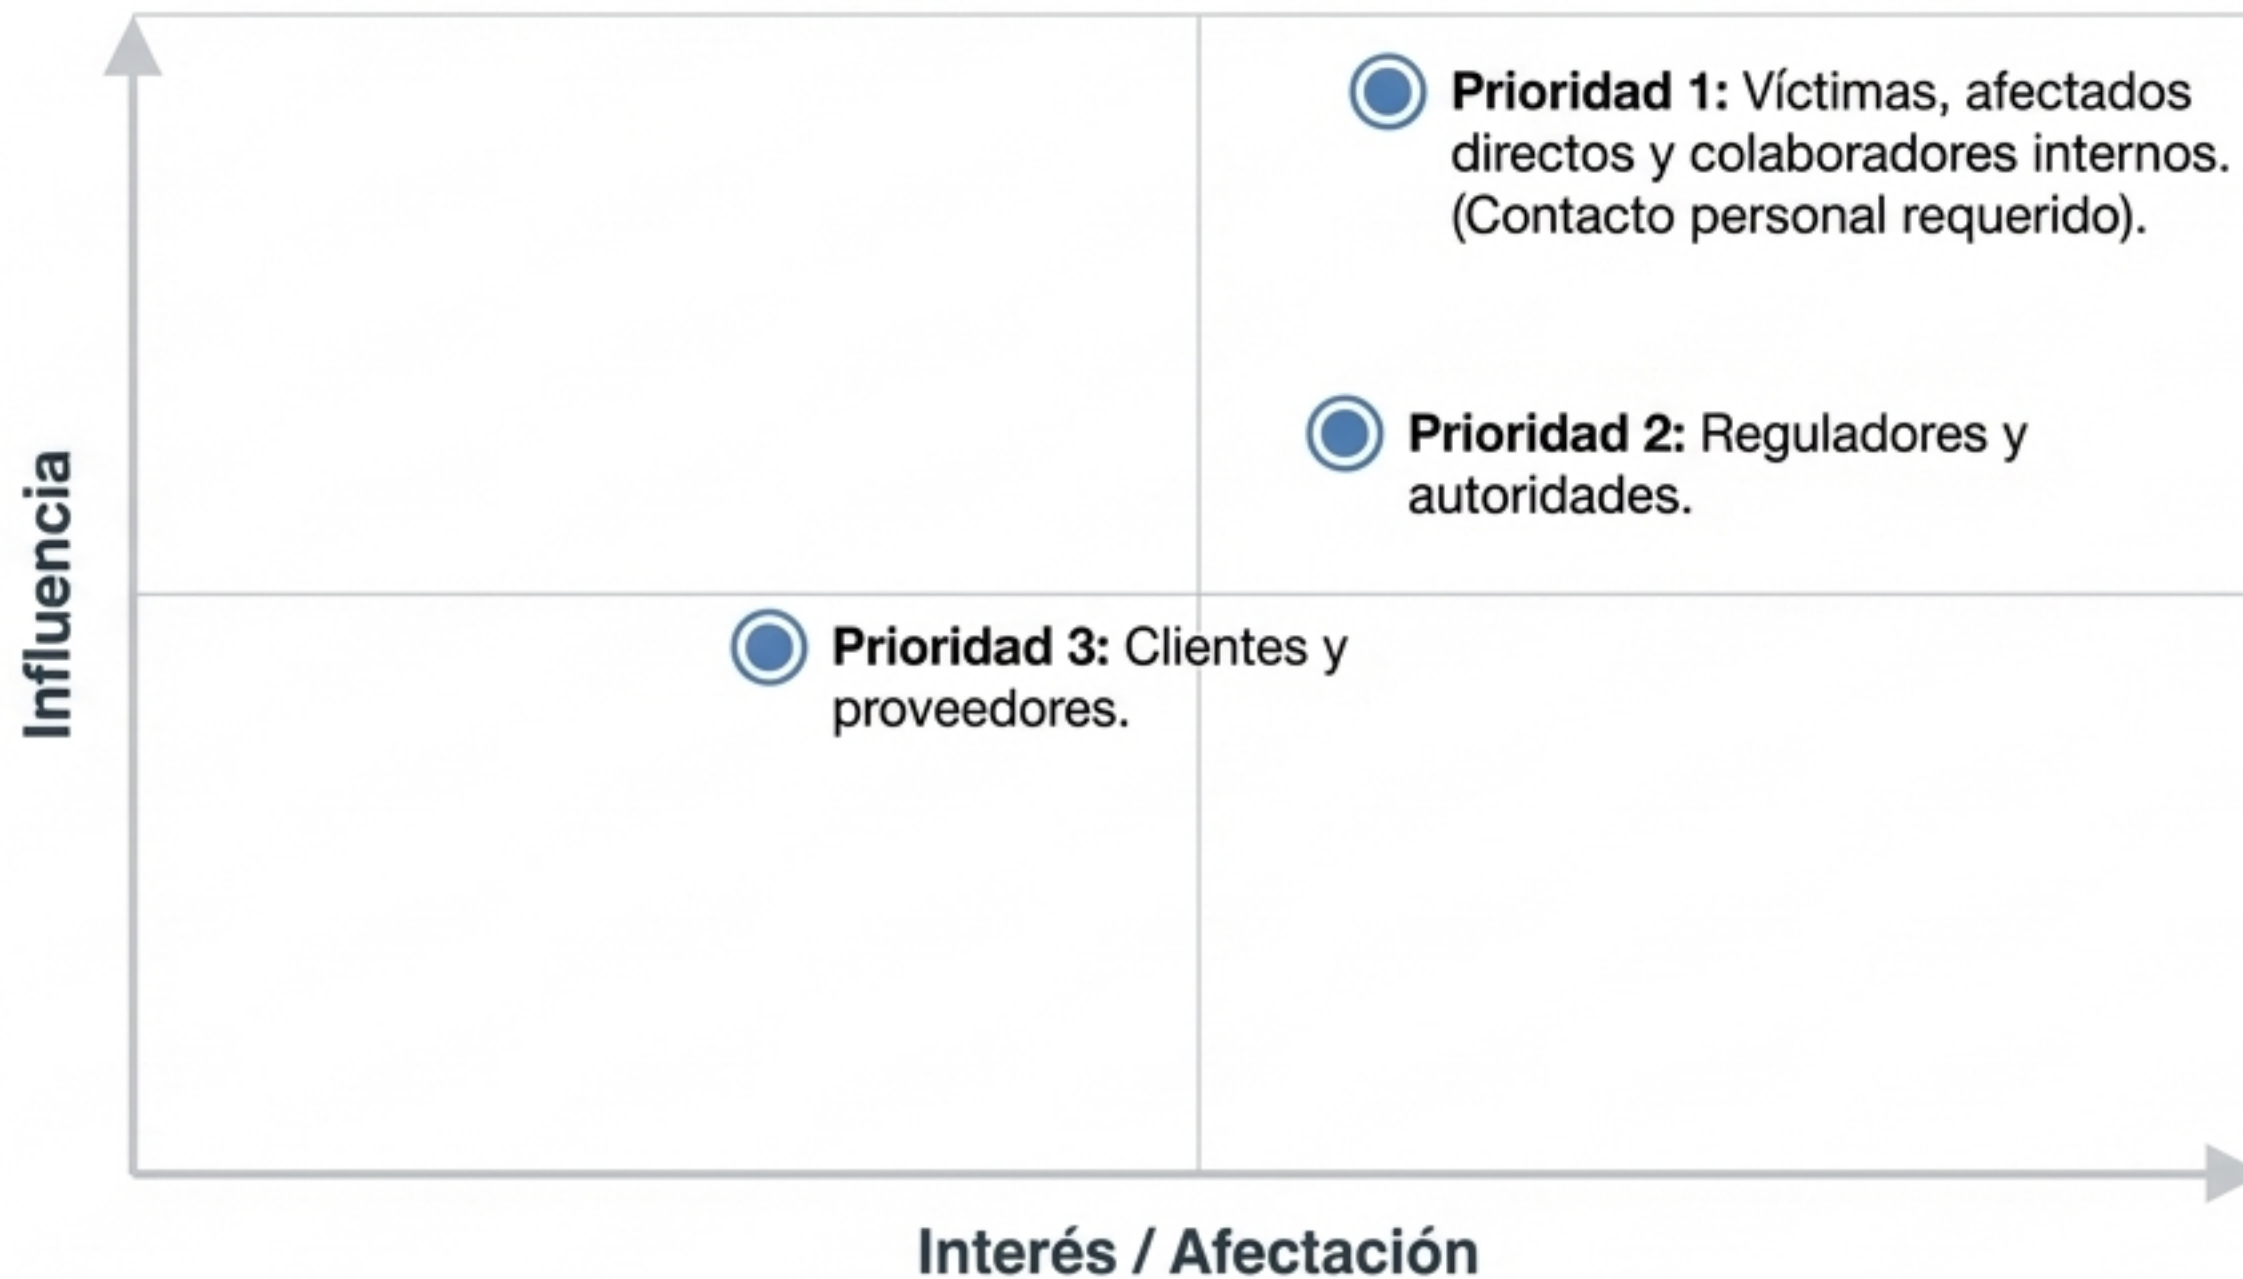 Prioridad 1: Víctimas, afectados
directos y colaboradores internos.
(Contacto personal requerido).
Prioridad 2: Reguladores y
autoridades.
Influencia
Prioridad 3: Clientes y
proveedores.
Interés / Afectación